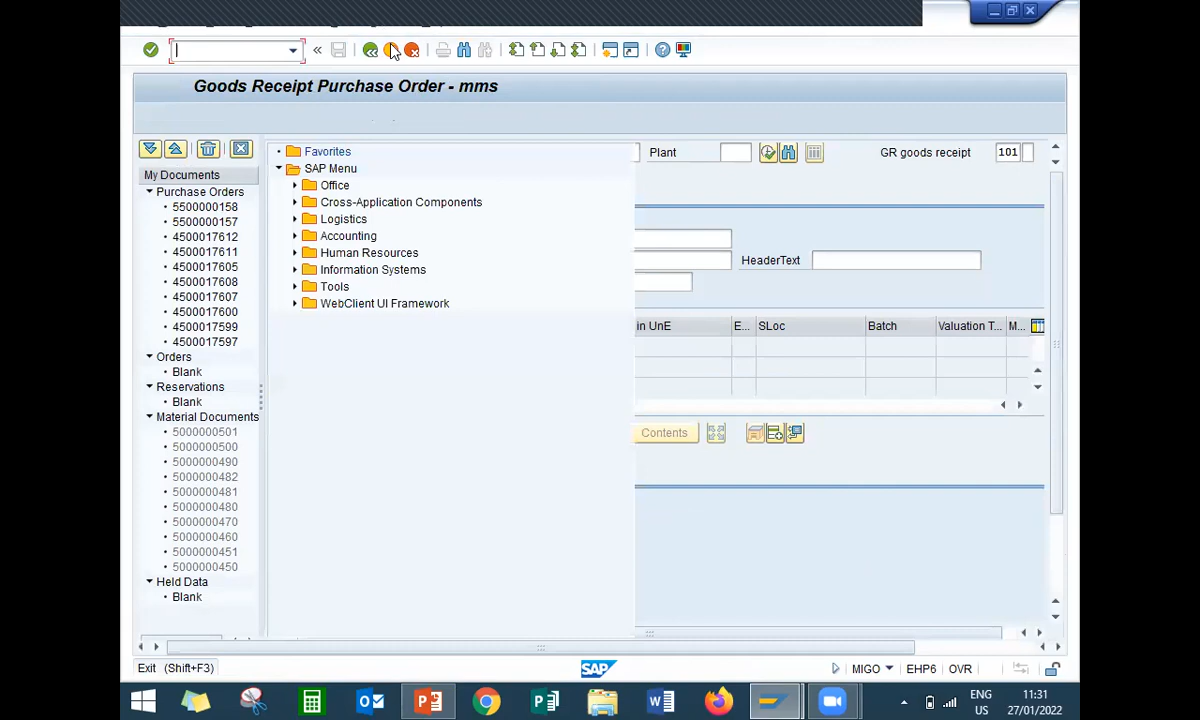 Goods Receipt Purchase Order - mms
Favorites
SAP Menu
Office
Cross-Application Components
Logistics
Accounting
Human Resources
Information Systems
Tools
WebClient UI Framework
Plant
GR goods receipt
101
My Documents
Purchase Orders
5500000158
5500000157
4500017612
4500017611
4500017605
4500017608
4500017607
4500017600
4500017599
4500017597
Orders
Blank
Reservations
Blank
Material Documents
5000000501
5000000500
5000000490
5000000482
5000000481
5000000480
5000000470
5000000460
5000000451
5000000450
Held Data
Blank
HeaderText
in UnE E... SLoc Batch Valuation T... M...
Contents
Exit (Shift+F3)
SAP
MIGO EHP6 OVR
ENG
US
11:31
27/01/2022